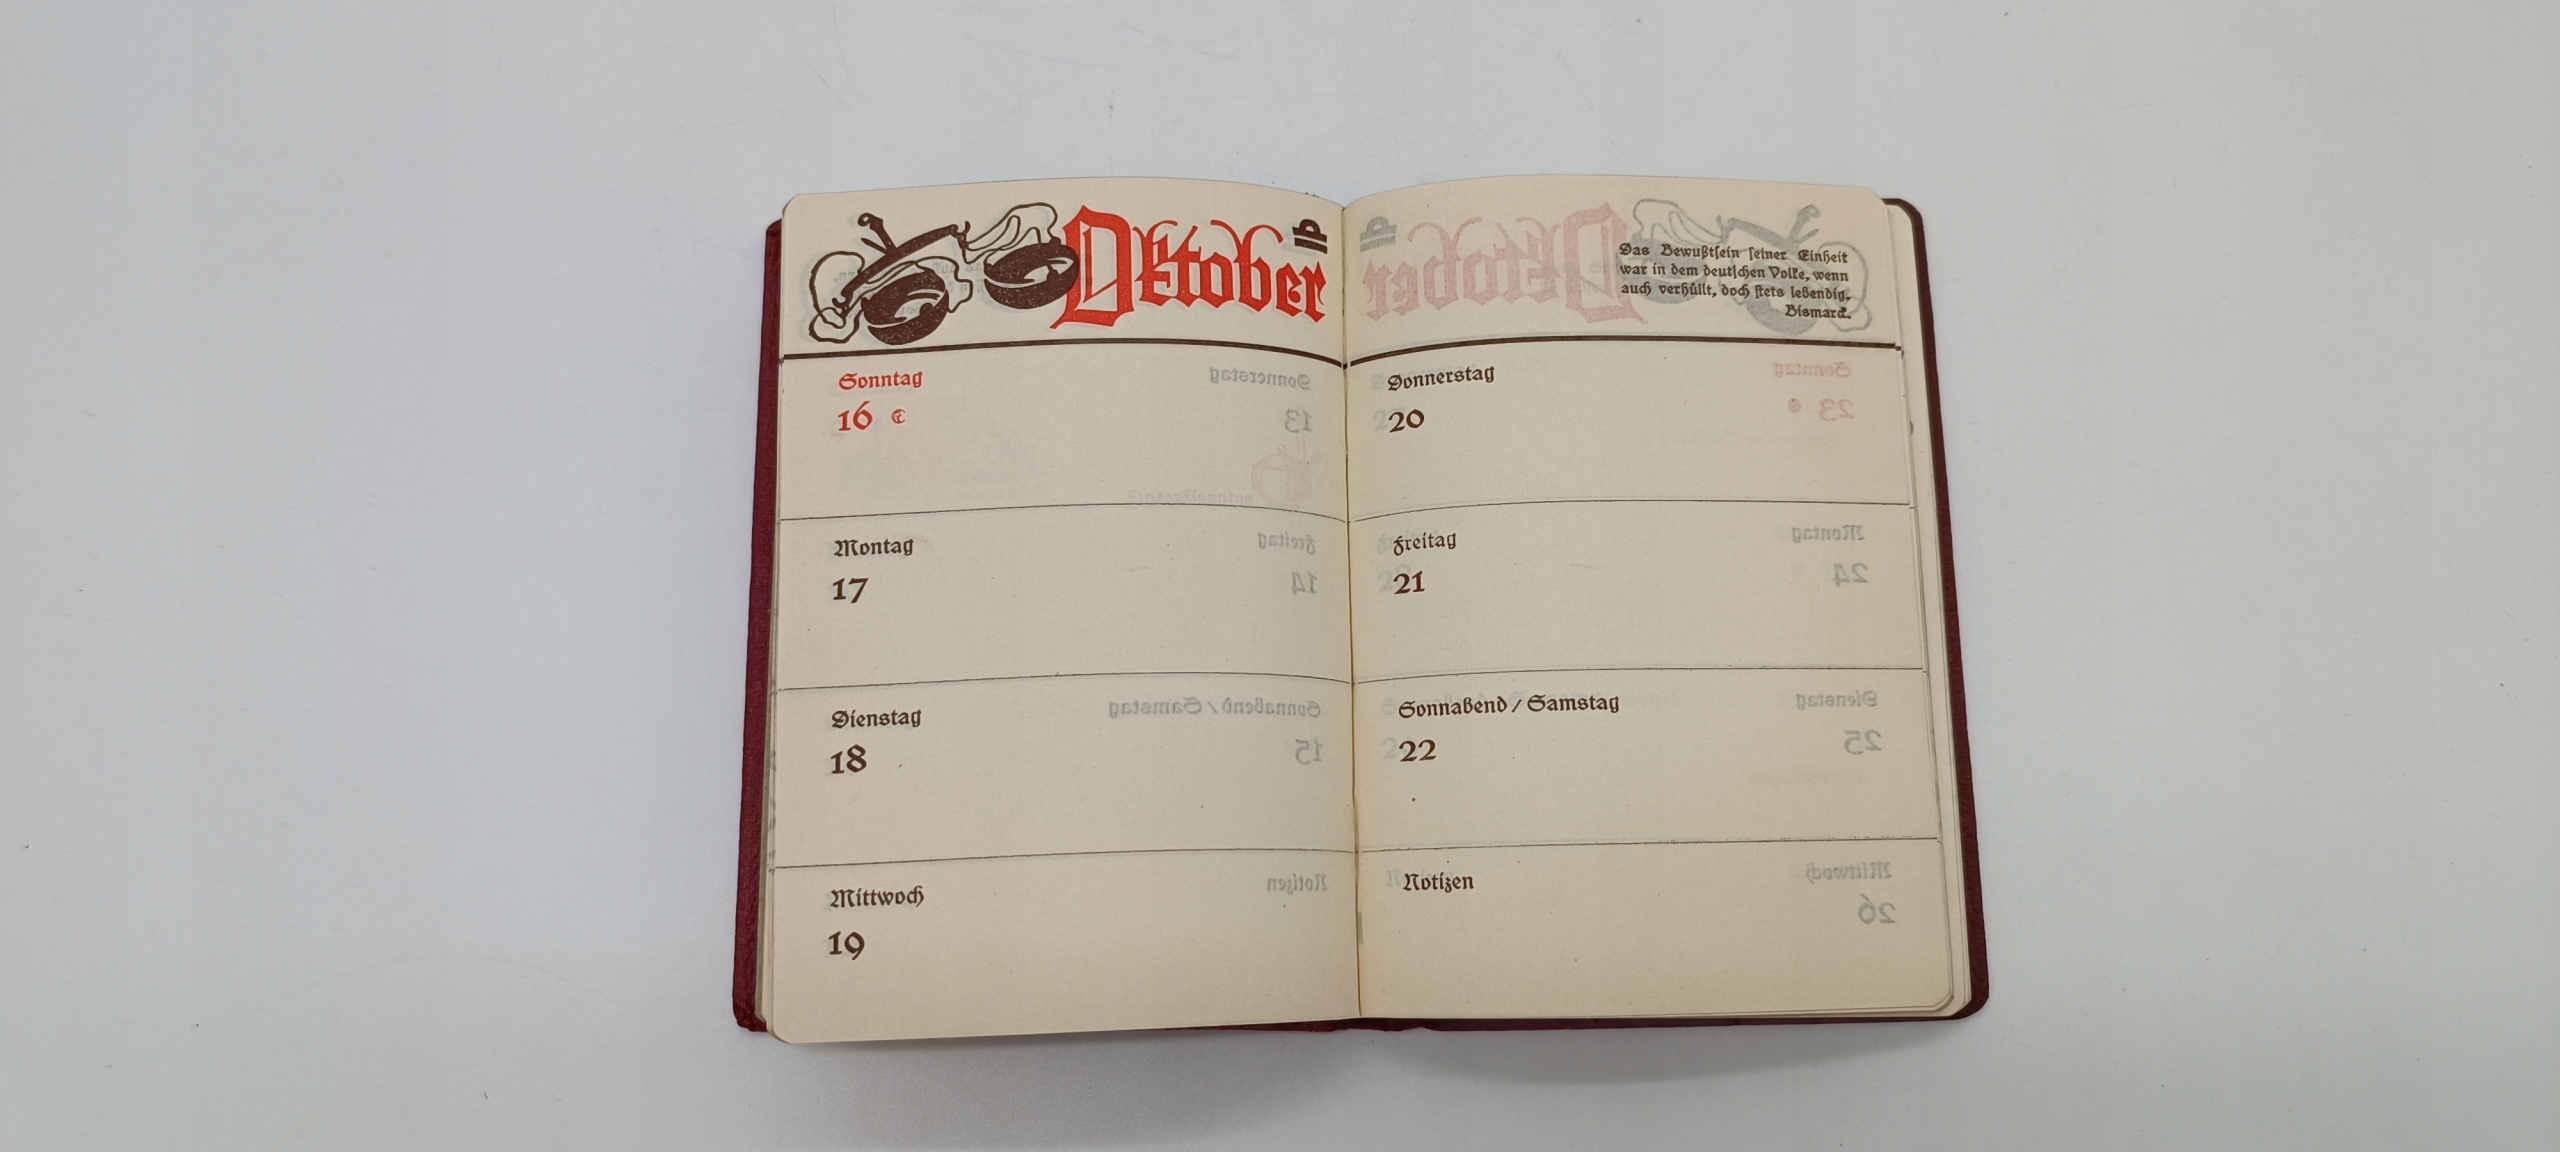 Oktober ♎
Sonntag
16 ☾
Montag
17
Dienstag
18
Mittwoch
19
Das Bewußtsein seiner Einheit
war in dem deutschen Volke, wenn
auch verhüllt, doch stets lebendig.
Bismarck.
Donnerstag
20
Freitag
21
Sonnabend / Samstag
22
Notizen